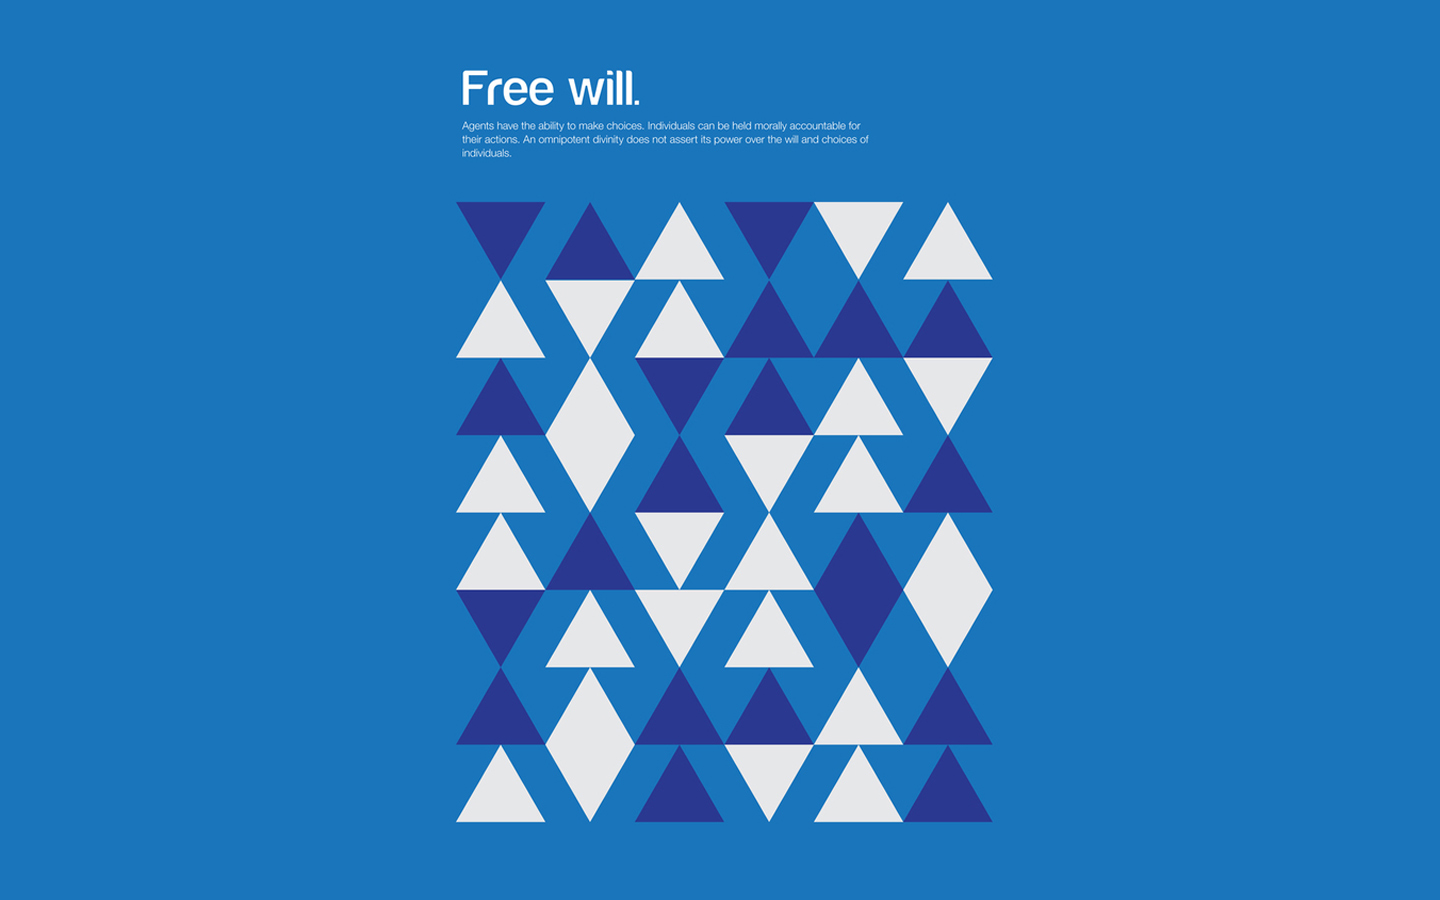 Free will.
Agents have the ability to make choices. Individuals can be held morally accountable for
their actions. An omnipotent divinity does not assert its power over the will and choices of
individuals.